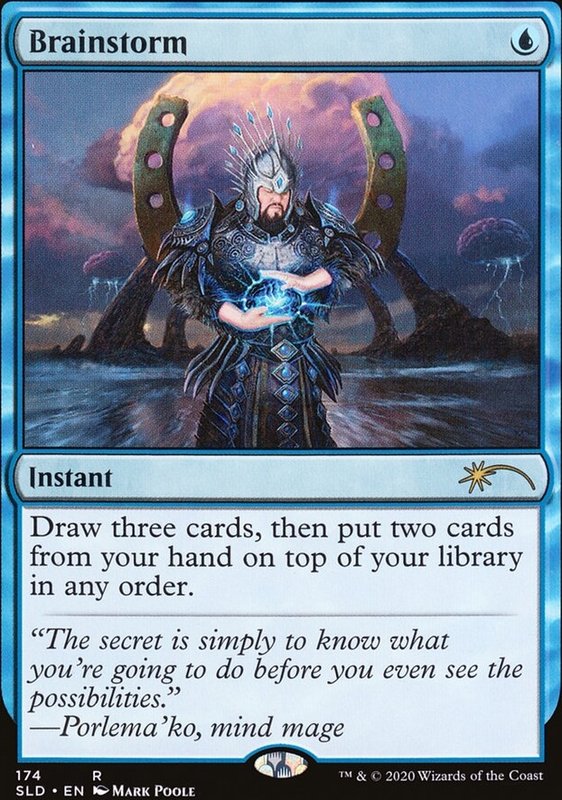 Brainstorm
Instant
Draw three cards, then put two cards
from your hand on top of your library
in any order.
“The secret is simply to know what
you’re going to do before you even see the
possibilities.”
—Porlema’ko, mind mage
174 R
SLD • EN Mark Poole
™ & © 2020 Wizards of the Coast